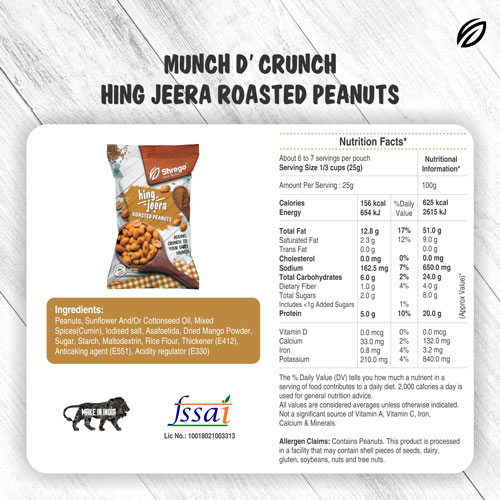 MUNCH D' CRUNCH
HING JEERA ROASTED PEANUTS
Shrego
hing
jeera
ROASTED PEANUTS
ADDING
CRUNCH TO
YOUR DAILY
MUNCH
Ingredients:
Peanuts, Sunflower And/Or Cottonseed Oil, Mixed
Spices(Cumin), Iodised salt, Asafoetida, Dried Mango Powder,
Sugar, Starch, Maltodextrin, Rice Flour, Thickener (E412),
Anticaking agent (E551), Acidity regulator (E330)
MAKE IN INDIA
fssai
Lic No.: 10018021003313
Nutrition Facts*
About 6 to 7 servings per pouch
Serving Size 1/3 cups (25g)
Nutritional
Information*
Amount Per Serving : 25g 100g
Calories 156 kcal %Daily 625 kcal
Energy 654 kJ Value 2615 kJ
Total Fat 12.8 g 17% 51.0 g
Saturated Fat 2.3 g 12% 9.0 g
Trans Fat 0.0 g 0.0 g
Cholesterol 0.0 mg 0% 0.0 mg
Sodium 162.5 mg 7% 650.0 mg
Total Carbohydrates 6.0 g 2% 24.0 g
Dietary Fiber 1.0 g 4% 4.0 g
Total Sugars 2.0 g 8.0 g
Includes <1g Added Sugars 1%
Protein 5.0 g 10% 20.0 g
(Approx Value)*
Vitamin D 0.0 mcg 0% 0.0 mcg
Calcium 33.0 mg 2% 132.0 mg
Iron 0.8 mg 4% 3.2 mg
Potassium 210.0 mg 4% 840.0 mg
The % Daily Value (DV) tells you how much a nutrient in a
serving of food contributes to a daily diet. 2,000 calories a day is
used for general nutrition advice.
All values are considered averages unless otherwise indicated.
Not a significant source of Vitamin A, Vitamin C, Iron,
Calcium & Minerals.
Allergen Claims: Contains Peanuts. This product is processed
in a facility that may contain shell pieces of seeds, dairy,
gluten, soybeans, nuts and tree nuts.